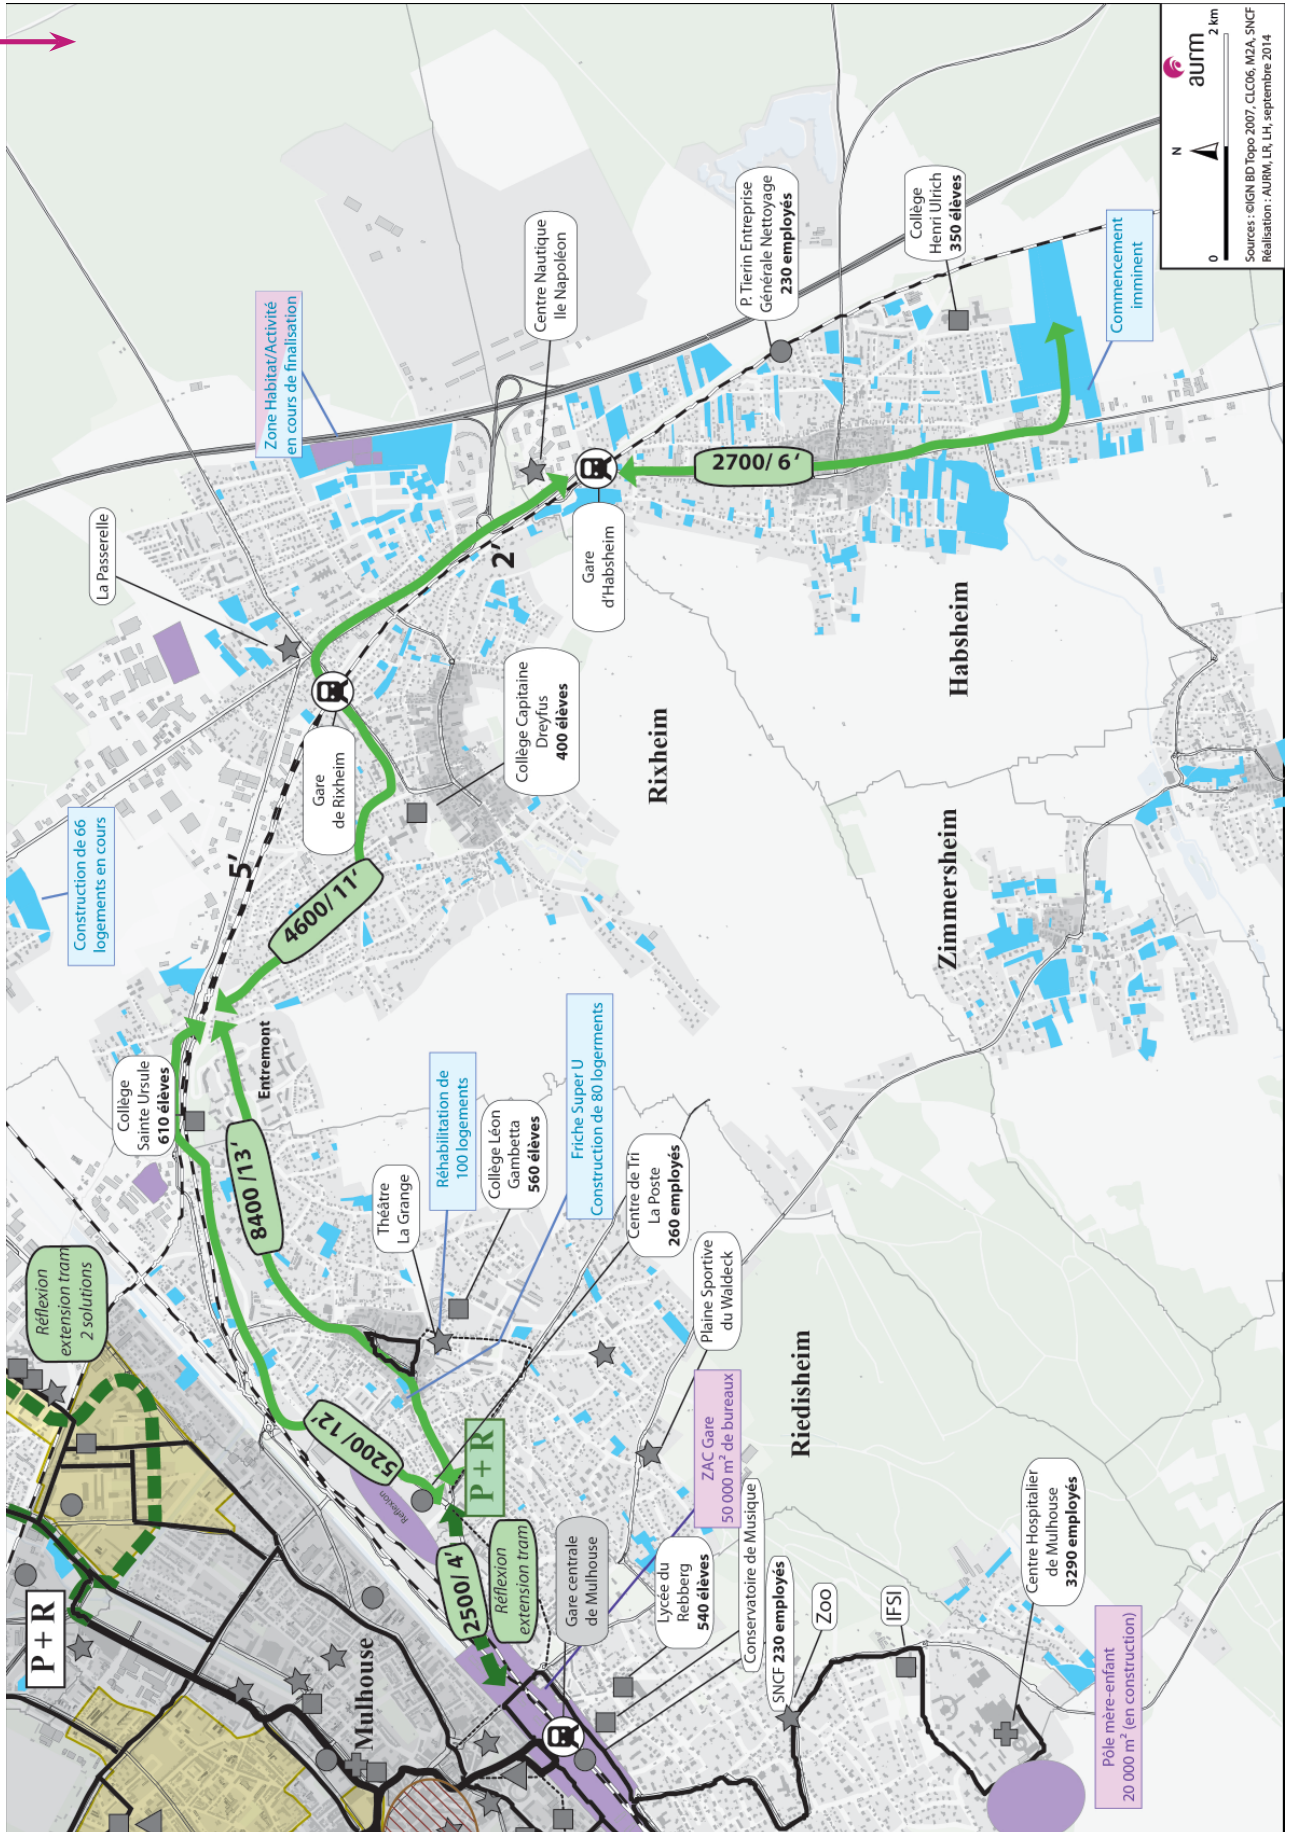 Zone Habitat/Activité
en cours de finalisation
La Passerelle
Centre Nautique
Ile Napoléon
P. Tierin Entreprise
Générale Nettoyage
230 employés
Collège
Henri Ulrich
350 élèves
Commencement
imminent
Construction de 66
logements en cours
Gare
de Rixheim
Gare
d'Habsheim
Collège Capitaine
Dreyfus
400 élèves
2'
5'
2700/ 6'
4600/ 11'
8400 /13'
5200/ 12'
2500/ 4'
Rixheim
Habsheim
Zimmersheim
Riedisheim
Mulhouse
Entremont
Collège
Sainte Ursule
610 élèves
Théâtre
La Grange
Réhabilitation de
100 logements
Collège Léon
Gambetta
560 élèves
Friche Super U
Construction de 80 logerments
Centre de Tri
La Poste
260 employés
Plaine Sportive
du Waldeck
Réflexion
extension tram
2 solutions
P + R
Réflexion
P + R
Réflexion
extension tram
Gare centrale
de Mulhouse
ZAC Gare
50 000 m² de bureaux
Lycée du
Rebberg
540 élèves
Conservatoire de Musique
SNCF 230 employés
Zoo
IFSI
Centre Hospitalier
de Mulhouse
3290 employés
Pôle mère-enfant
20 000 m² (en construction)
aurm
N
0
2 km
Sources : ©IGN BD Topo 2007, CLC06, M2A, SNCF
Réalisation : AURM, LR, LH, septembre 2014